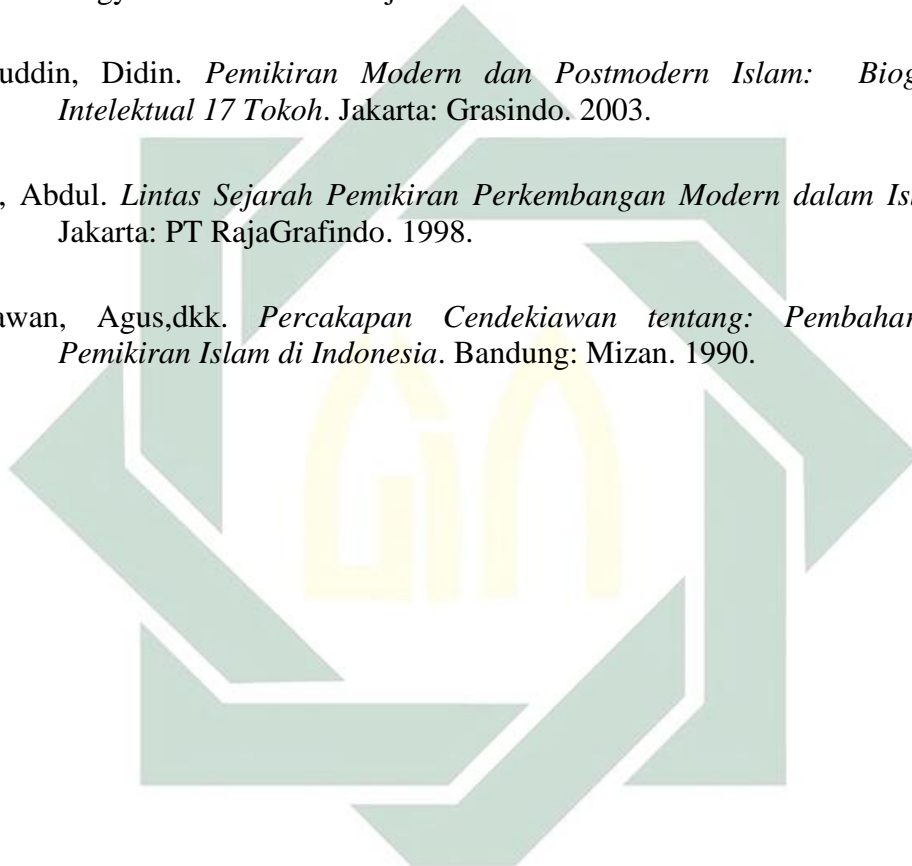 uddin, Didin. Pemikiran Modern dan Postmodern Islam: Biog
Intelektual 17 Tokoh. Jakarta: Grasindo. 2003.
, Abdul. Lintas Sejarah Pemikiran Perkembangan Modern dalam Isl
Jakarta: PT RajaGrafindo. 1998.
awan, Agus,dkk. Percakapan Cendekiawan tentang: Pembahar
Pemikiran Islam di Indonesia. Bandung: Mizan. 1990.